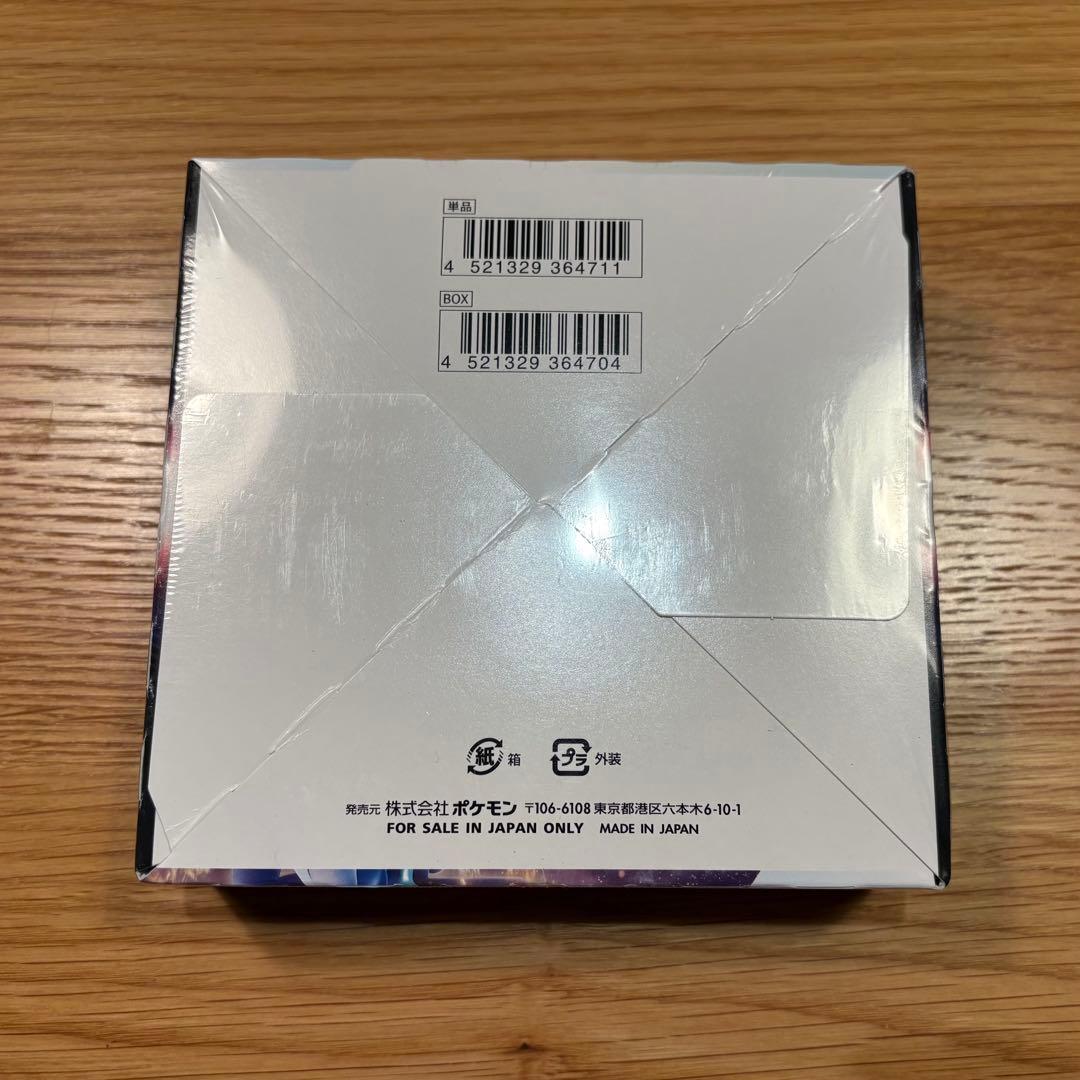 単品
4 521329 364711
BOX
4 521329 364704
紙 箱 プラ 外装
発売元 株式会社 ポケモン 〒106-6108 東京都港区六本木6-10-1
FOR SALE IN JAPAN ONLY MADE IN JAPAN